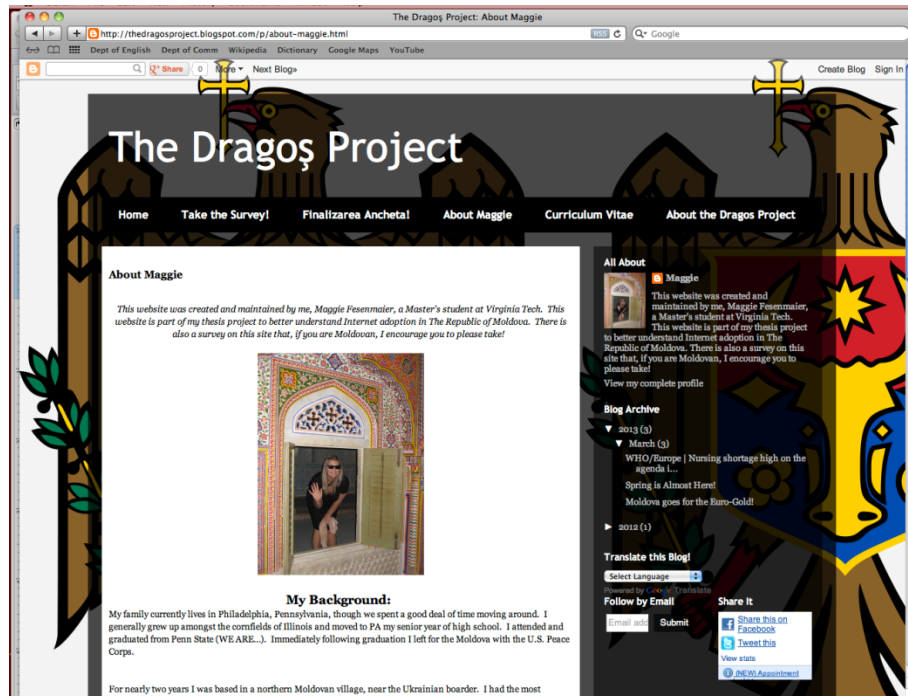 The Dragoş Project: About Maggie
http://thedragosproject.blogspot.com/p/about-maggie.html
RSS
Google
Dept of English Dept of Comm Wikipedia Dictionary Google Maps YouTube
Share 0 More Next Blog»
Create Blog Sign In
The Dragoş Project
Home Take the Survey! Finalizarea Ancheta! About Maggie Curriculum Vitae About the Dragos Project
About Maggie
This website was created and maintained by me, Maggie Fesenmaier, a Master's student at Virginia Tech. This
website is part of my thesis project to better understand Internet adoption in The Republic of Moldova. There is
also a survey on this site that, if you are Moldovan, I encourage you to please take!
My Background:
My family currently lives in Philadelphia, Pennsylvania, though we spent a good deal of time moving around. I
generally grew up amongst the cornfields of Illinois and moved to PA my senior year of high school. I attended and
graduated from Penn State (WE ARE...). Immediately following graduation I left for the Moldova with the U.S. Peace
Corps.
For nearly two years I was based in a northern Moldovan village, near the Ukrainian boarder. I had the most
All About
Maggie
This website was created and
maintained by me, Maggie Fesenmaier,
a Master's student at Virginia Tech.
This website is part of my thesis project
to better understand Internet adoption in The
Republic of Moldova. There is also a survey on this
site that, if you are Moldovan, I encourage you to
please take!
View my complete profile
Blog Archive
▼ 2013 (3)
▼ March (3)
WHO/Europe | Nursing shortage high on the
agenda i...
Spring is Almost Here!
Moldova goes for the Euro-Gold!
► 2012 (1)
Translate this Blog!
Select Language
Powered by Google Translate
Follow by Email
Email add Submit
Share It
Share this on
Facebook
Tweet this
View stats
(NEW) Appointment